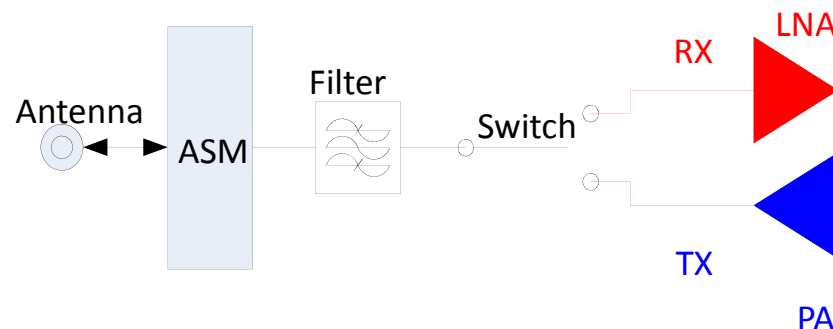 Antenna
ASM
Filter
Switch
RX
LNA
TX
PA